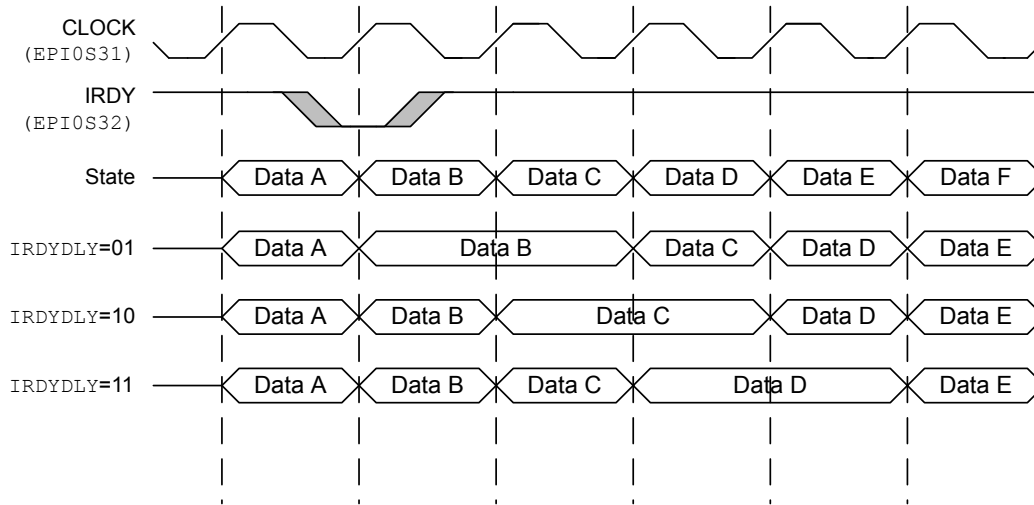 CLOCK
(EPI0S31)
IRDY
(EPI0S32)
State Data A Data B Data C Data D Data E Data F
IRDYDLY=01 Data A Data B Data C Data D Data E
IRDYDLY=10 Data A Data B Data C Data D Data E
IRDYDLY=11 Data A Data B Data C Data D Data E